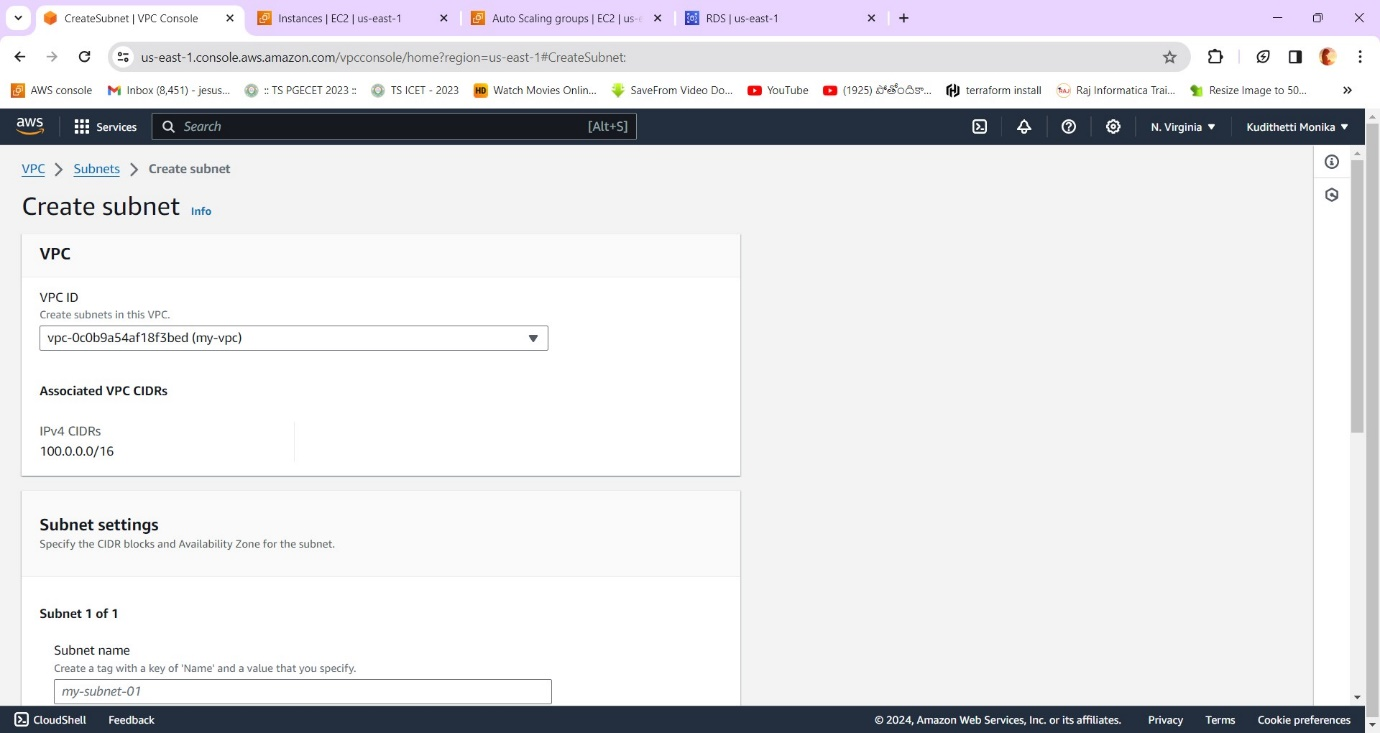 CreateSubnet | VPC Console
Instances | EC2 | us-east-1
Auto Scaling groups | EC2 | us-e
RDS | us-east-1
us-east-1.console.aws.amazon.com/vpcconsole/home?region=us-east-1#CreateSubnet:
AWS console
Inbox (8,451) - jesus...
:: TS PGECET 2023 ::
TS ICET - 2023
HD Watch Movies Onlin...
SaveFrom Video Do...
YouTube
(1925) పోతోందికా...
terraform install
Raj Informatica Trai...
Resize Image to 50...
aws
Services
Search
[Alt+S]
N. Virginia
Kudithetti Monika
VPC
Subnets
Create subnet
Create subnet Info
VPC
VPC ID
Create subnets in this VPC.
vpc-0c0b9a54af18f3bed (my-vpc)
Associated VPC CIDRs
IPv4 CIDRs
100.0.0.0/16
Subnet settings
Specify the CIDR blocks and Availability Zone for the subnet.
Subnet 1 of 1
Subnet name
Create a tag with a key of 'Name' and a value that you specify.
my-subnet-01
CloudShell
Feedback
© 2024, Amazon Web Services, Inc. or its affiliates.
Privacy
Terms
Cookie preferences